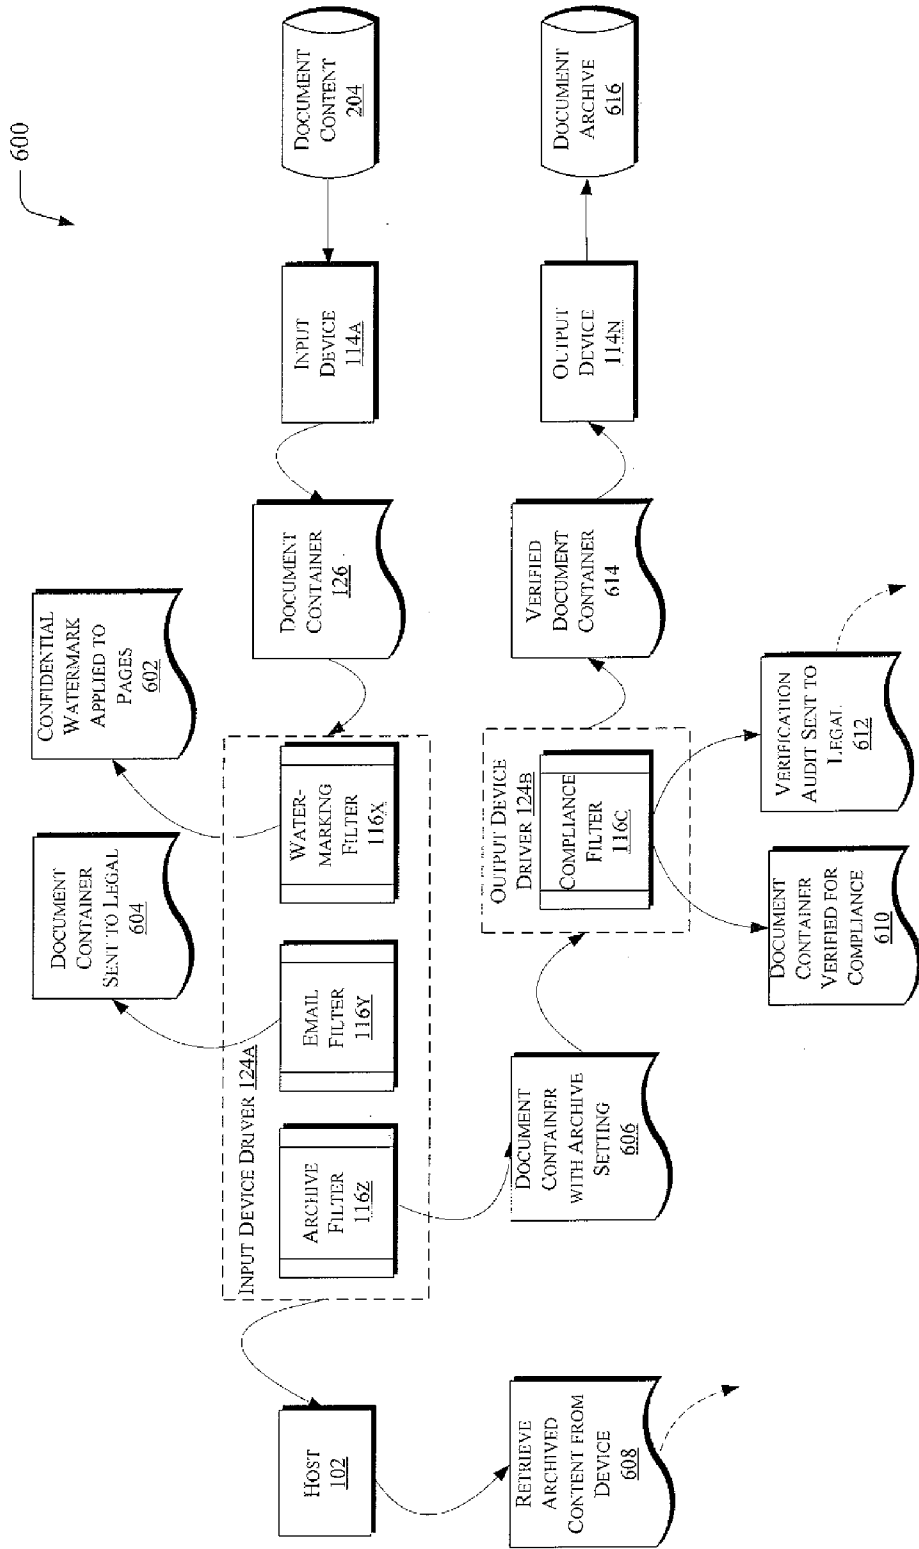 600
CONFIDENTIAL
WATERMARK
APPLIED TO
PAGES
602
DOCUMENT
CONTAINER
SENT TO LEGAL
604
INPUT DEVICE DRIVER 124A
HOST
102
ARCHIVE
FILTER
116Z
EMAIL
FILTER
116Y
WATER-
MARKING
FILTER
116X
DOCUMENT
CONTAINER
126
INPUT
DEVICE
114A
DOCUMENT
CONTENT
204
RETRIEVE
ARCHIVED
CONTENT FROM
DEVICE
608
DOCUMENT
CONTAINER
WITH ARCHIVE
SETTING
606
OUTPUT DEVICE
DRIVER 124B
COMPLIANCE
FILTER
116C
VERIFIED
DOCUMENT
CONTAINER
614
OUTPUT
DEVICE
114N
DOCUMENT
ARCHIVE
616
DOCUMENT
CONTAINER
VERIFIED FOR
COMPLIANCE
610
VERIFICATION
AUDIT SENT TO
LEGAL
612